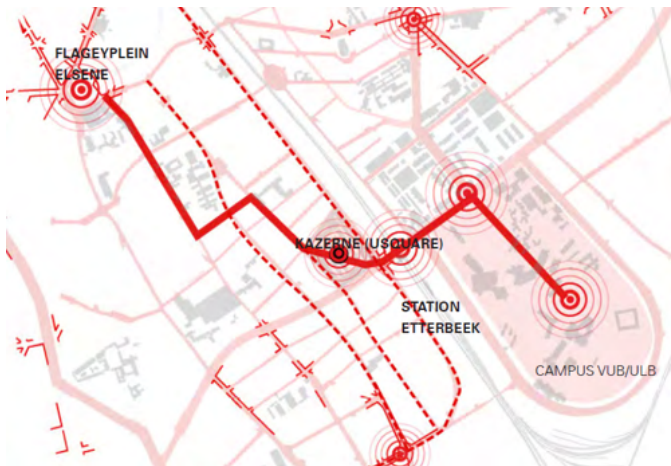 FLAGEYPLEIN
ELSENE
KAZERNE (USQUARE)
STATION
ETTERBEEK
CAMPUS VUB/ULB